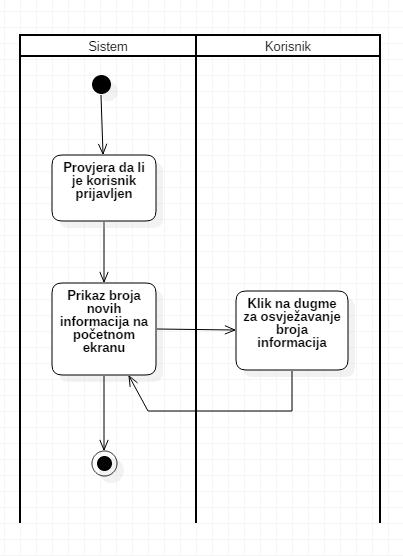 Sistem
Korisnik
Provjera da li
je korisnik
prijavljen
Prikaz broja
novih
informacija na
početnom
ekranu
Klik na dugme
za osvježavanje
broja
informacija